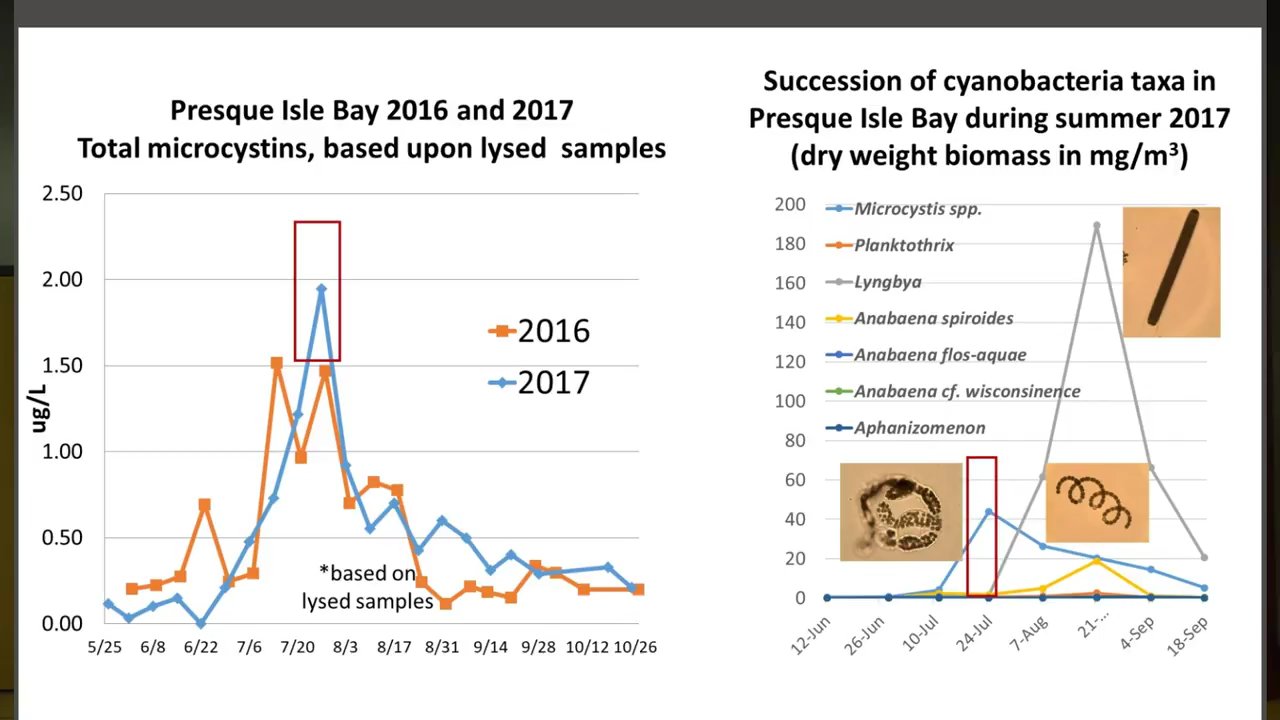 Presque Isle Bay 2016 and 2017
Total microcystins, based upon lysed samples
2.50
2.00
1.50
1.00
0.50
0.00
ug/L
2016
2017
*based on
lysed samples
5/25
6/8
6/22
7/6
7/20
8/3
8/17
8/31
9/14
9/28
10/12
10/26
Succession of cyanobacteria taxa in
Presque Isle Bay during summer 2017
(dry weight biomass in mg/m³)
200
180
160
140
120
100
80
60
40
20
0
Microcystis spp.
Planktothrix
Lyngbya
Anabaena spiroides
Anabaena flos-aquae
Anabaena cf. wisconsinence
Aphanizomenon
12-Jun
26-Jun
10-Jul
24-Jul
7-Aug
21-...
4-Sep
18-Sep